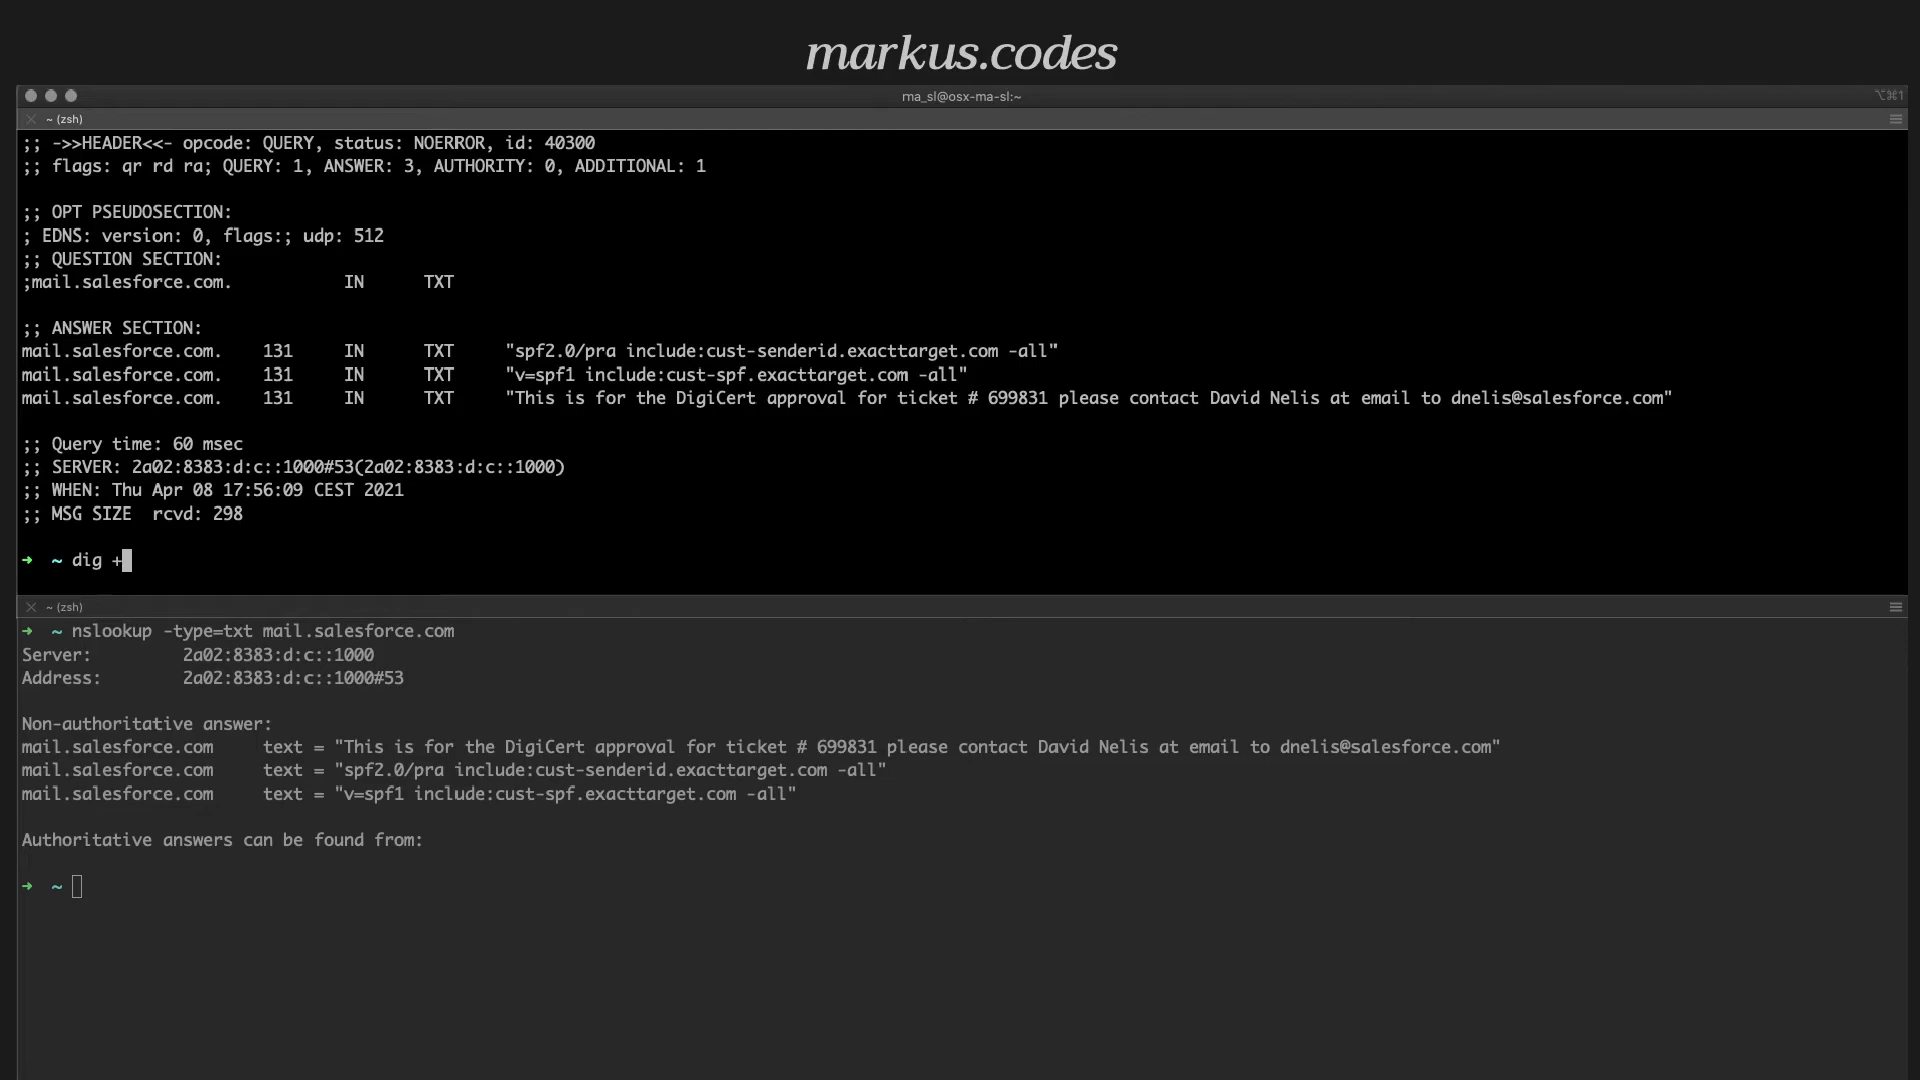 markus.codes
ma_sl@osx-ma-sl:~
⌥⌘1
~ (zsh)
;; ->>HEADER<<- opcode: QUERY, status: NOERROR, id: 40300
;; flags: qr rd ra; QUERY: 1, ANSWER: 3, AUTHORITY: 0, ADDITIONAL: 1
;; OPT PSEUDOSECTION:
; EDNS: version: 0, flags:; udp: 512
;; QUESTION SECTION:
;mail.salesforce.com. IN TXT
;; ANSWER SECTION:
mail.salesforce.com. 131 IN TXT "spf2.0/pra include:cust-senderid.exacttarget.com -all"
mail.salesforce.com. 131 IN TXT "v=spf1 include:cust-spf.exacttarget.com -all"
mail.salesforce.com. 131 IN TXT "This is for the DigiCert approval for ticket # 699831 please contact David Nelis at email to dnelis@salesforce.com"
;; Query time: 60 msec
;; SERVER: 2a02:8383:d:c::1000#53(2a02:8383:d:c::1000)
;; WHEN: Thu Apr 08 17:56:09 CEST 2021
;; MSG SIZE  rcvd: 298
➜ ~ dig +
~ (zsh)
➜ ~ nslookup -type=txt mail.salesforce.com
Server: 2a02:8383:d:c::1000
Address: 2a02:8383:d:c::1000#53
Non-authoritative answer:
mail.salesforce.com text = "This is for the DigiCert approval for ticket # 699831 please contact David Nelis at email to dnelis@salesforce.com"
mail.salesforce.com text = "spf2.0/pra include:cust-senderid.exacttarget.com -all"
mail.salesforce.com text = "v=spf1 include:cust-spf.exacttarget.com -all"
Authoritative answers can be found from:
➜ ~